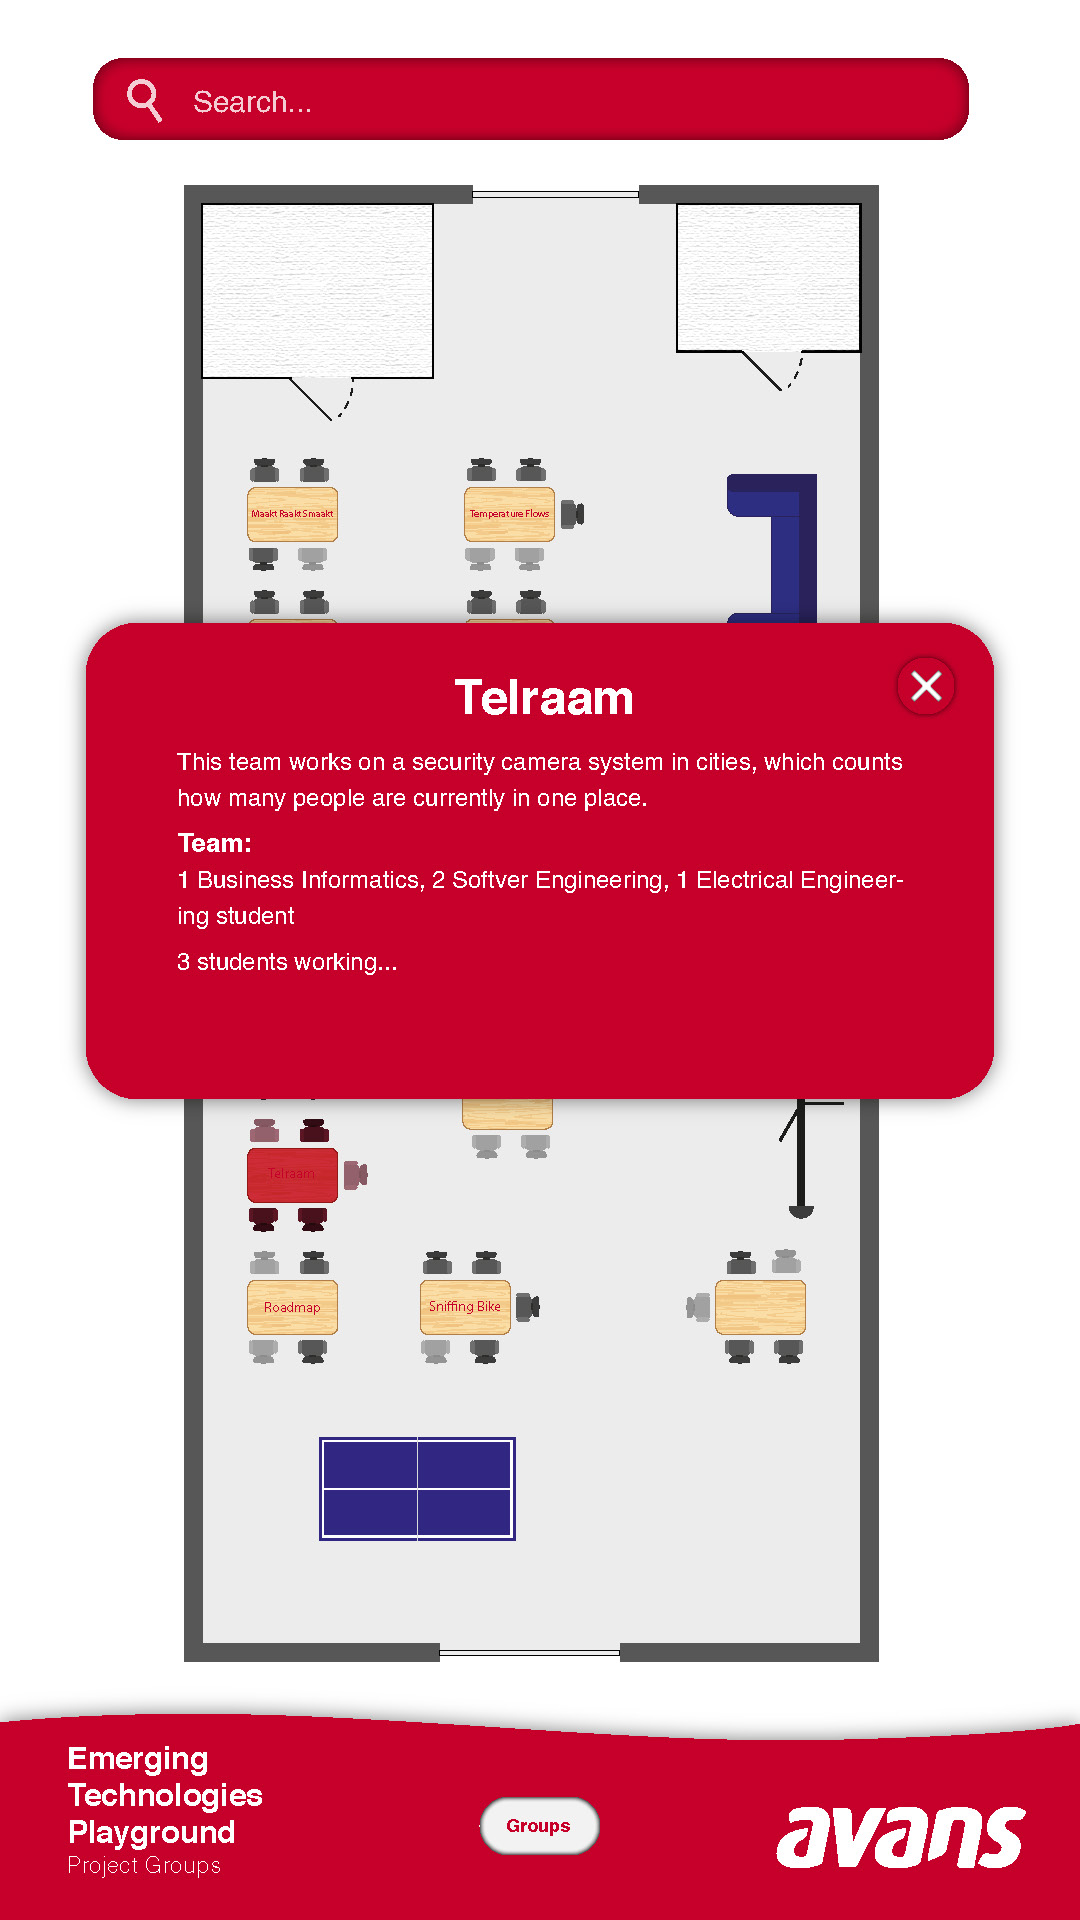 Search...
Maakt Raakt Smaakt
Temperature Flows
Telraam
This team works on a security camera system in cities, which counts
how many people are currently in one place.
Team:
1 Business Informatics, 2 Softver Engineering, 1 Electrical Engineer-
ing student
3 students working...
Telraam
Roadmap
Sniffing Bike
Emerging
Technologies
Playground
Project Groups
Groups
avans